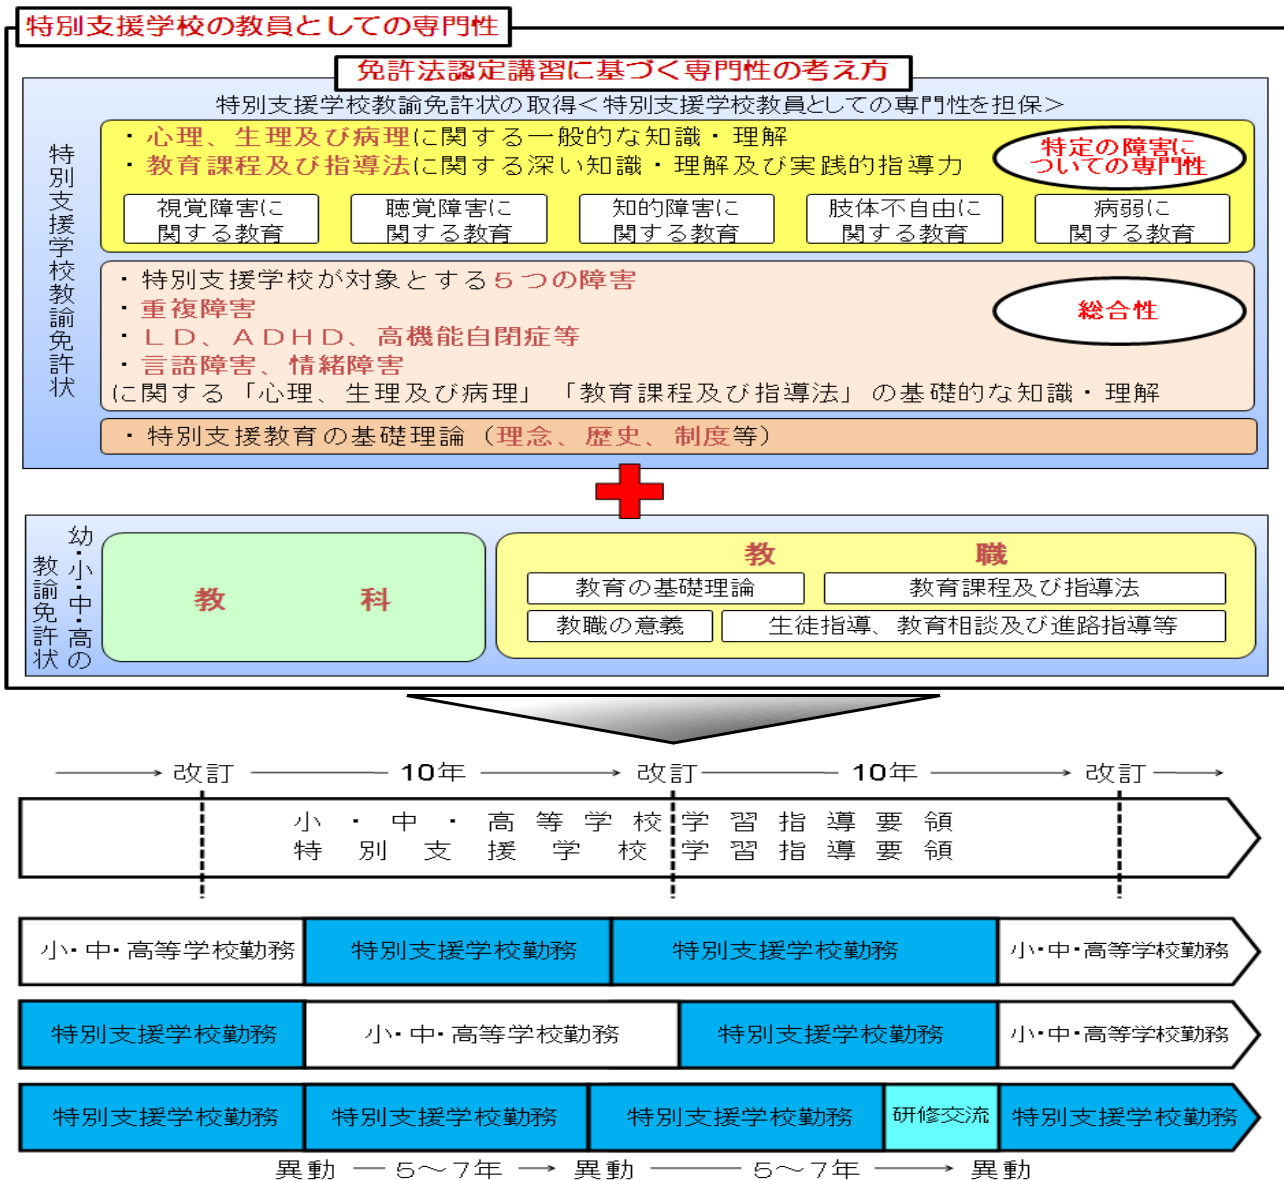 特別支援学校の教員としての専門性
免許法認定講習に基づく専門性の考え方
特別支援学校教諭免許状の取得＜特別支援学校教員としての専門性を担保＞
特別支援学校教諭免許状
・心理、生理及び病理に関する一般的な知識・理解
・教育課程及び指導法に関する深い知識・理解及び実践的指導力
特定の障害に
ついての専門性
視覚障害に
関する教育
聴覚障害に
関する教育
知的障害に
関する教育
肢体不自由に
関する教育
病弱に
関する教育
・特別支援学校が対象とする５つの障害
・重複障害
・ＬＤ、ＡＤＨＤ、高機能自閉症等
・言語障害、情緒障害
に関する「心理、生理及び病理」「教育課程及び指導法」の基礎的な知識・理解
総合性
・特別支援教育の基礎理論（理念、歴史、制度等）
幼・小・中・高の
教諭免許状
教　科
教　職
教育の基礎理論
教育課程及び指導法
教職の意義
生徒指導、教育相談及び進路指導等
改訂 10年 改訂 10年 改訂
小・中・高等学校学習指導要領
特別支援学校学習指導要領
小・中・高等学校勤務 特別支援学校勤務 特別支援学校勤務 小・中・高等学校勤務
特別支援学校勤務 小・中・高等学校勤務 特別支援学校勤務 小・中・高等学校勤務
特別支援学校勤務 特別支援学校勤務 特別支援学校勤務 研修交流 特別支援学校勤務
異動 ― 5～7年 → 異動 ― 5～7年 → 異動